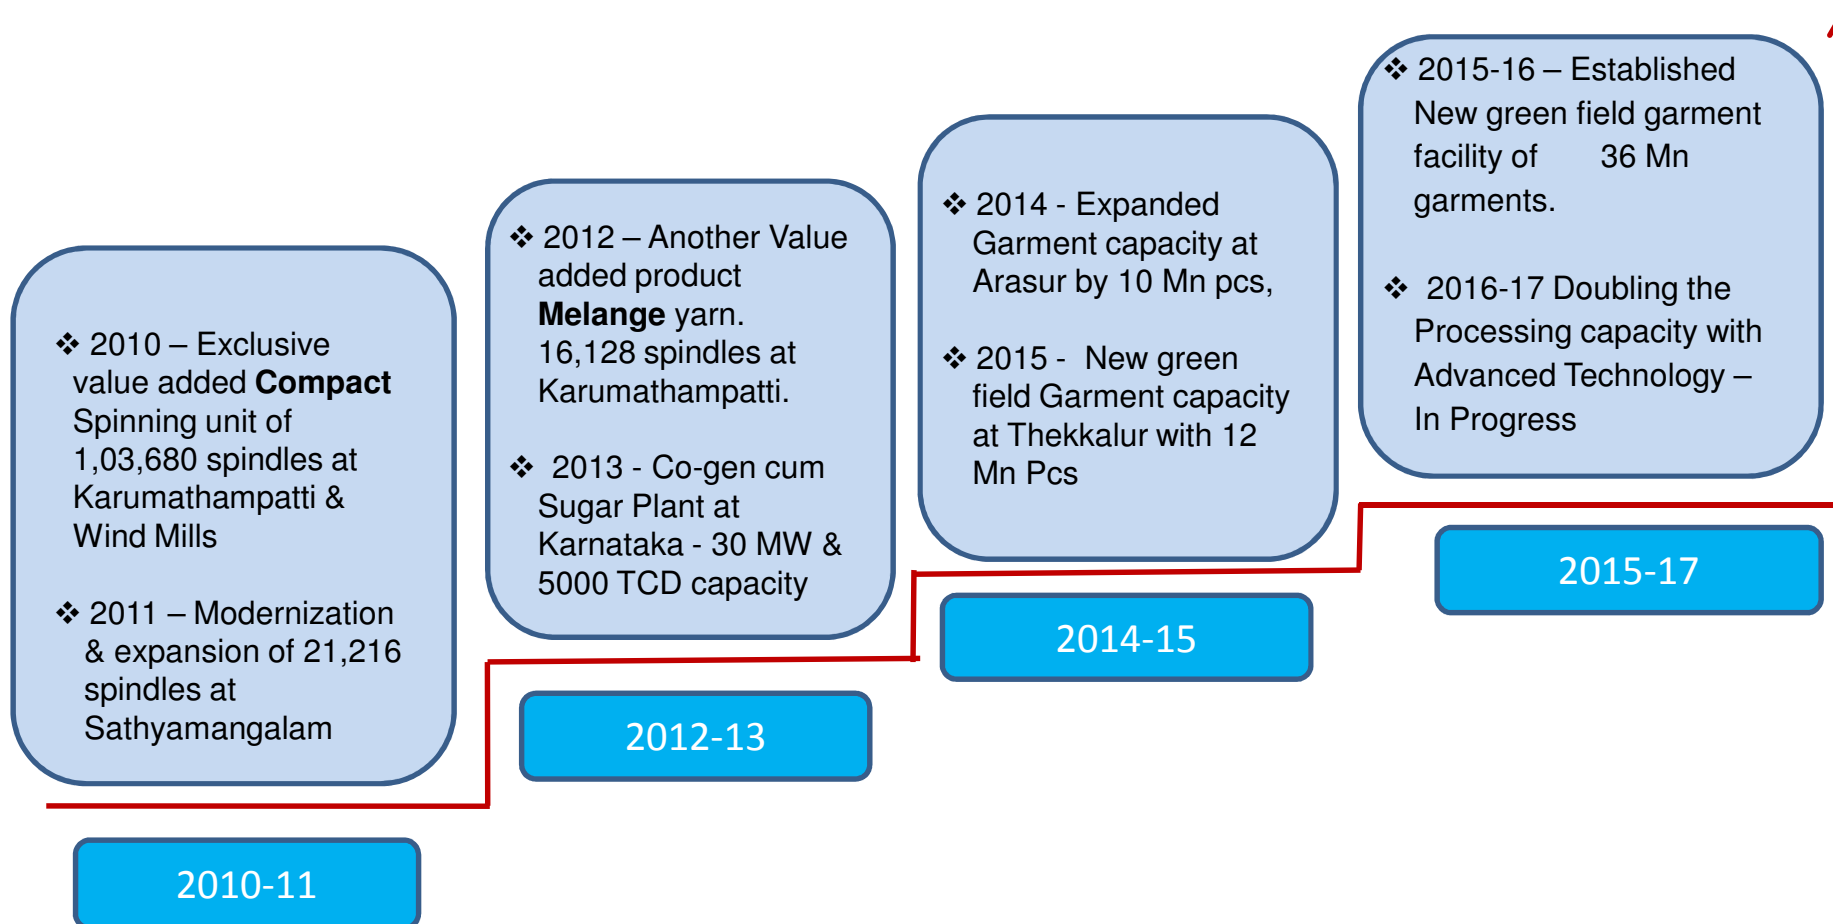 ❖ 2010 – Exclusive
value added Compact
Spinning unit of
1,03,680 spindles at
Karumathampatti &
Wind Mills
❖ 2011 – Modernization
& expansion of 21,216
spindles at
Sathyamangalam
2010-11
❖ 2012 – Another Value
added product
Melange yarn.
16,128 spindles at
Karumathampatti.
❖ 2013 - Co-gen cum
Sugar Plant at
Karnataka - 30 MW &
5000 TCD capacity
2012-13
❖ 2014 - Expanded
Garment capacity at
Arasur by 10 Mn pcs,
❖ 2015 - New green
field Garment capacity
at Thekkalur with 12
Mn Pcs
2014-15
❖ 2015-16 – Established
New green field garment
facility of 36 Mn
garments.
❖ 2016-17 Doubling the
Processing capacity with
Advanced Technology –
In Progress
2015-17